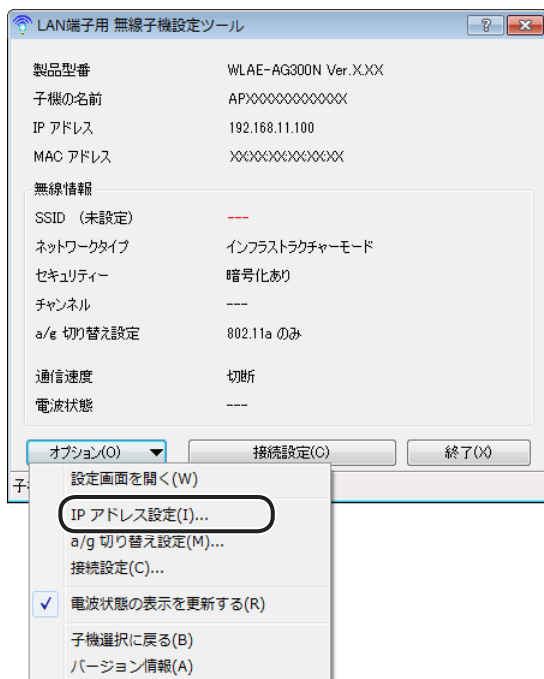 LAN端子用 無線子機設定ツール
製品型番 WLAE-AG300N Ver.X.XX
子機の名前 APXXXXXXXXXXXX
IP アドレス 192.168.11.100
MAC アドレス XXXXXXXXXXXX
無線情報
SSID （未設定） ---
ネットワークタイプ インフラストラクチャーモード
セキュリティー 暗号化あり
チャンネル ---
a/g 切り替え設定 802.11a のみ
通信速度 切断
電波状態 ---
オプション(O) 接続設定(C) 終了(X)
設定画面を開く(W)
IP アドレス設定(I)...
a/g 切り替え設定(M)...
接続設定(C)...
電波状態の表示を更新する(R)
子機選択に戻る(B)
バージョン情報(A)